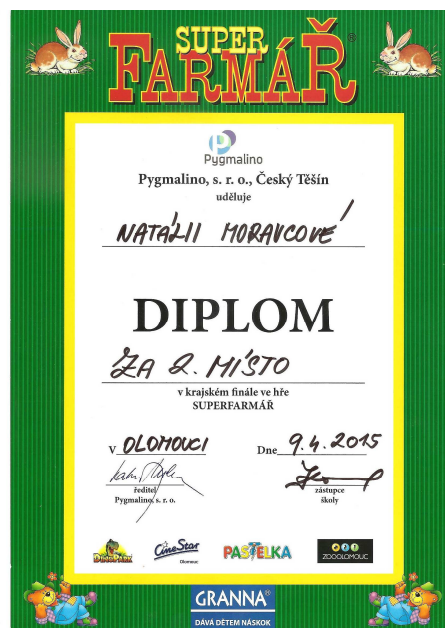 SUPER
FARMÁŘ®
Pygmalino
Pygmalino, s. r. o., Český Těšín
uděluje
NATÁLII MORAVCOVÉ
DIPLOM
ZA 2. MÍSTO
v krajském finále ve hře
SUPERFARMÁŘ
V OLOMOUCI Dne 9.4.2015
ředitel
Pygmalino, s. r. o.
zástupce
školy
DINOPARK CineStar Olomouc PASTELKA ZOOOLOMOUC
GRANNA®
DÁVÁ DĚTEM NÁSKOK